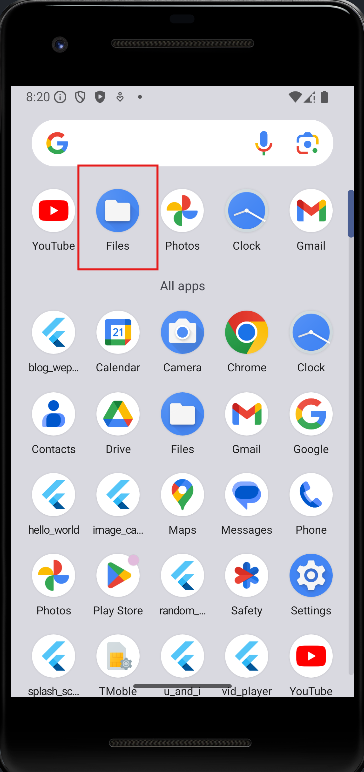 8:20
YouTube Files Photos Clock Gmail
All apps
blog_wep... Calendar Camera Chrome Clock
Contacts Drive Files Gmail Google
hello_world image_ca... Maps Messages Phone
Photos Play Store random_... Safety Settings
splash_sc... TMoble u_and_i vid_player YouTube